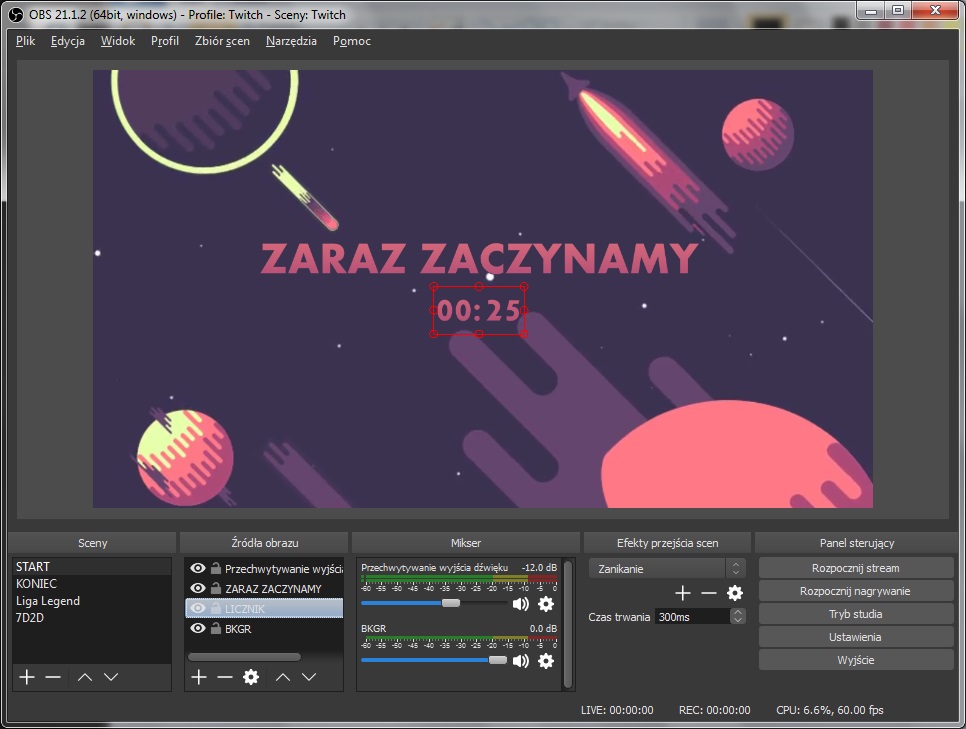 OBS 21.1.2 (64bit, windows) - Profile: Twitch - Sceny: Twitch
Plik Edycja Widok Profil Zbiór scen Narzędzia Pomoc
ZARAZ ZACZYNAMY
00:25
Sceny
START
KONIEC
Liga Legend
7D2D
Źródła obrazu
Przechwytywanie wyjścia
ZARAZ ZACZYNAMY
LICZNIK
BKGR
Mikser
Przechwytywanie wyjścia dźwięku -12.0 dB
-60 -55 -50 -45 -40 -35 -30 -25 -20 -15 -10 -5 0
BKGR 0.0 dB
-60 -55 -50 -45 -40 -35 -30 -25 -20 -15 -10 -5 0
Efekty przejścia scen
Zanikanie
Czas trwania 300ms
Panel sterujący
Rozpocznij stream
Rozpocznij nagrywanie
Tryb studia
Ustawienia
Wyjście
LIVE: 00:00:00 REC: 00:00:00 CPU: 6.6%, 60.00 fps